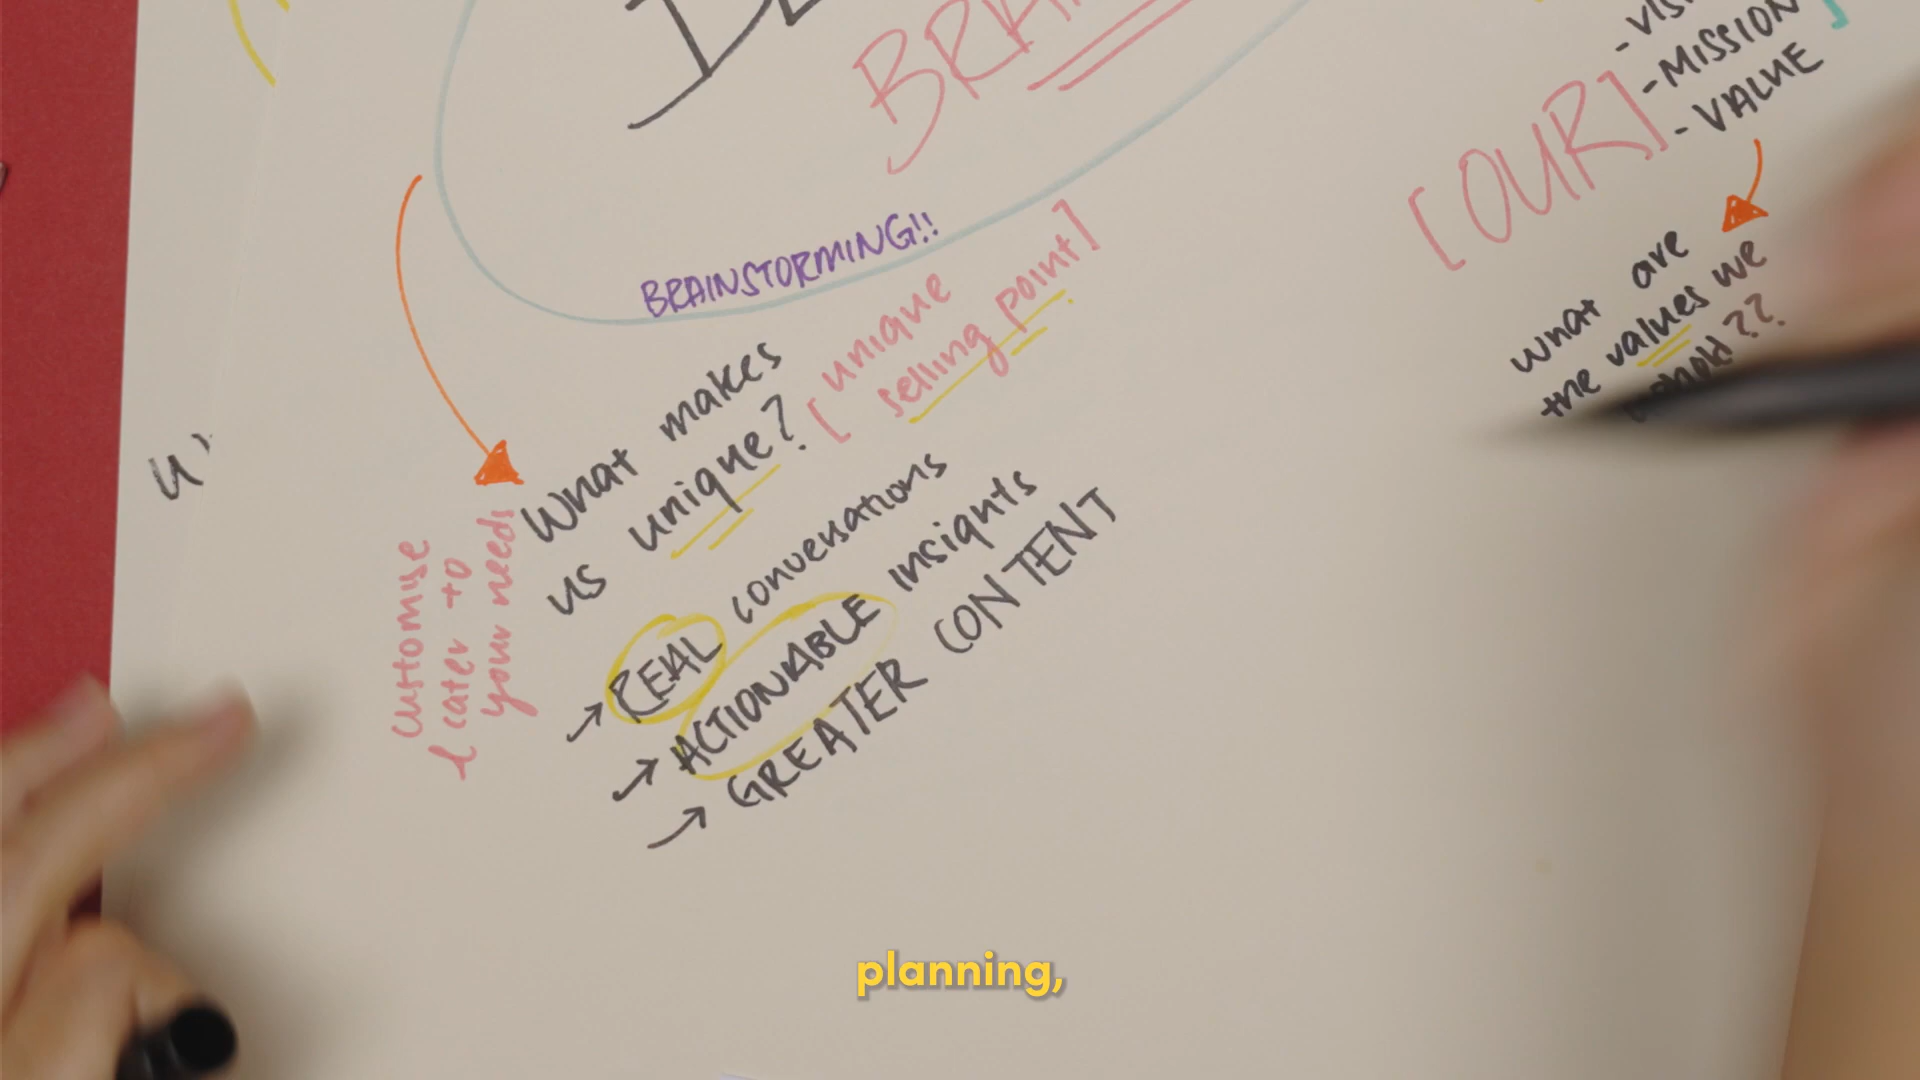 BRAINSTORMING!!
What makes
us unique?
[unique
selling point]
→ REAL conversations
→ ACTIONABLE insights
→ GREATER CONTENT
customise
& cater to
your needs
- MISSION
- VALUE
[OUR]
what are
the values we
uphold??
planning,